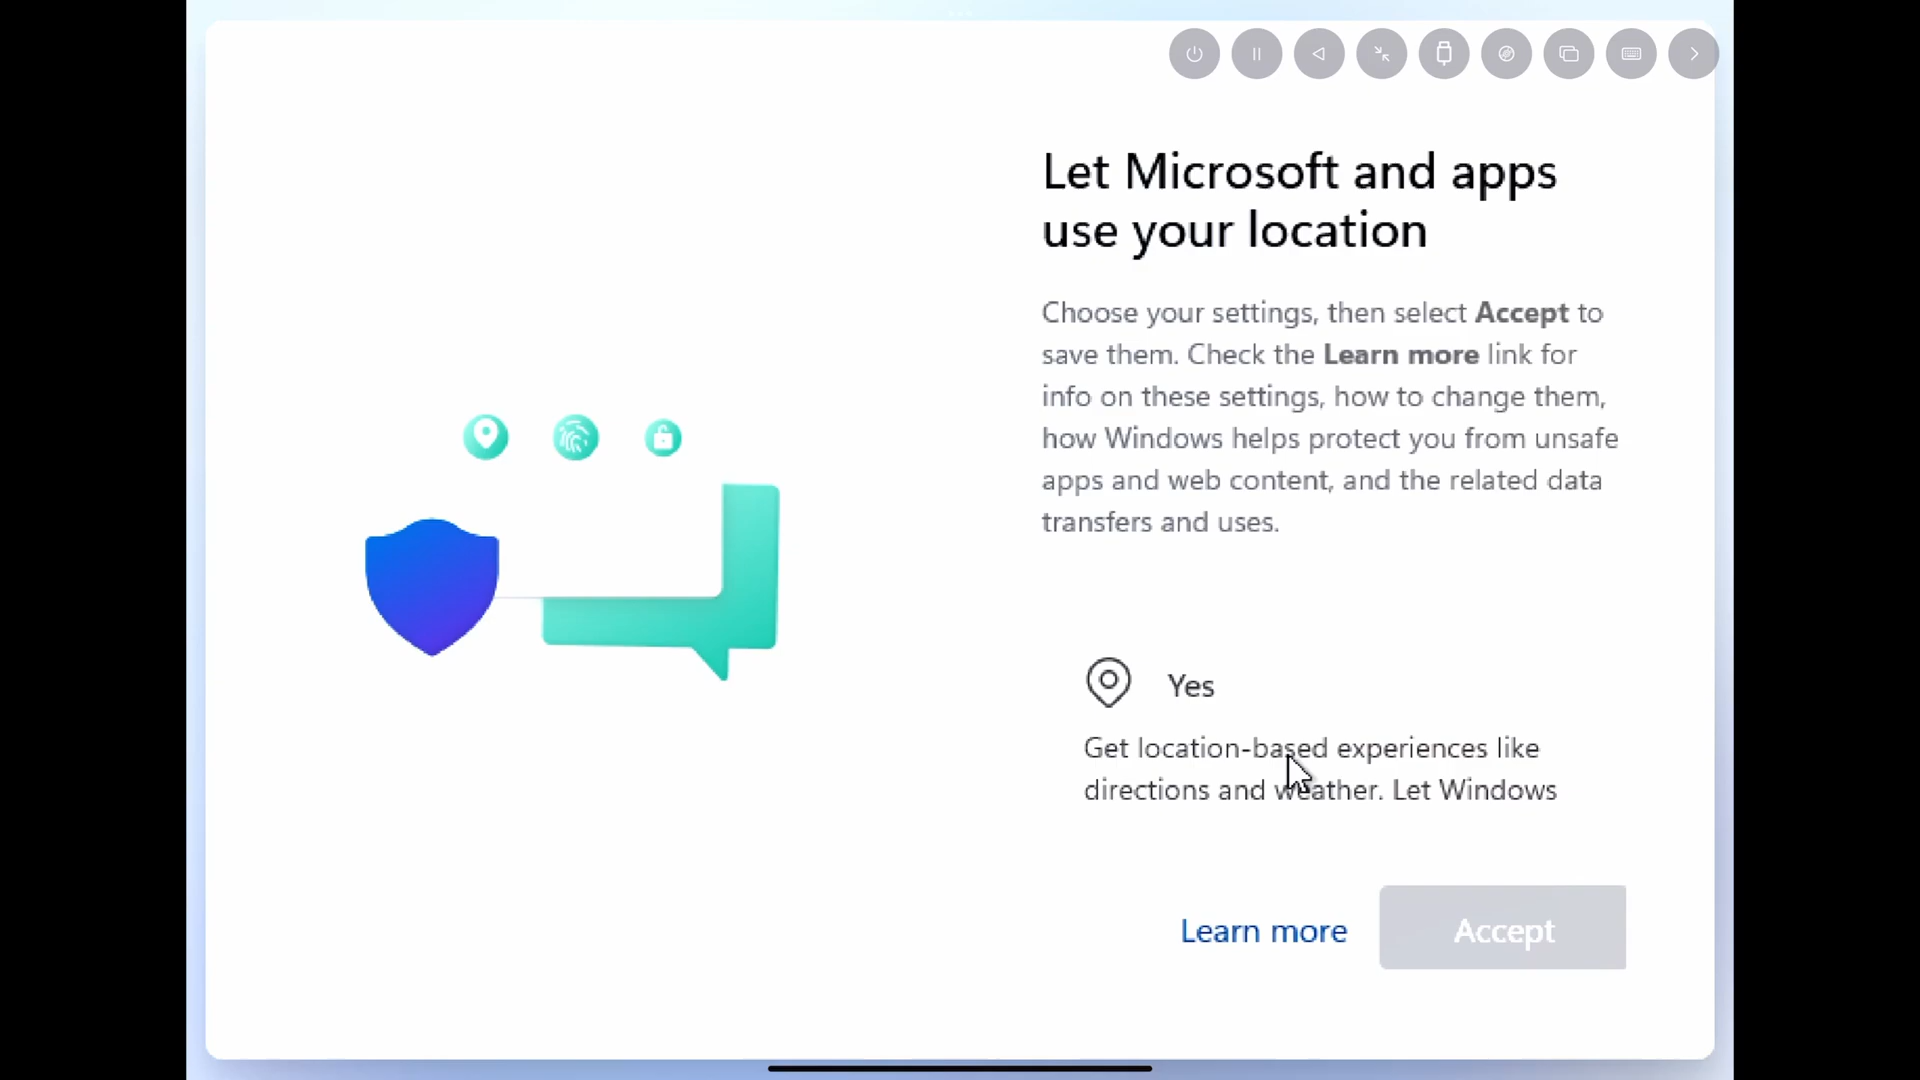 Let Microsoft and apps
use your location
Choose your settings, then select Accept to
save them. Check the Learn more link for
info on these settings, how to change them,
how Windows helps protect you from unsafe
apps and web content, and the related data
transfers and uses.
Yes
Get location-based experiences like
directions and weather. Let Windows
Learn more
Accept